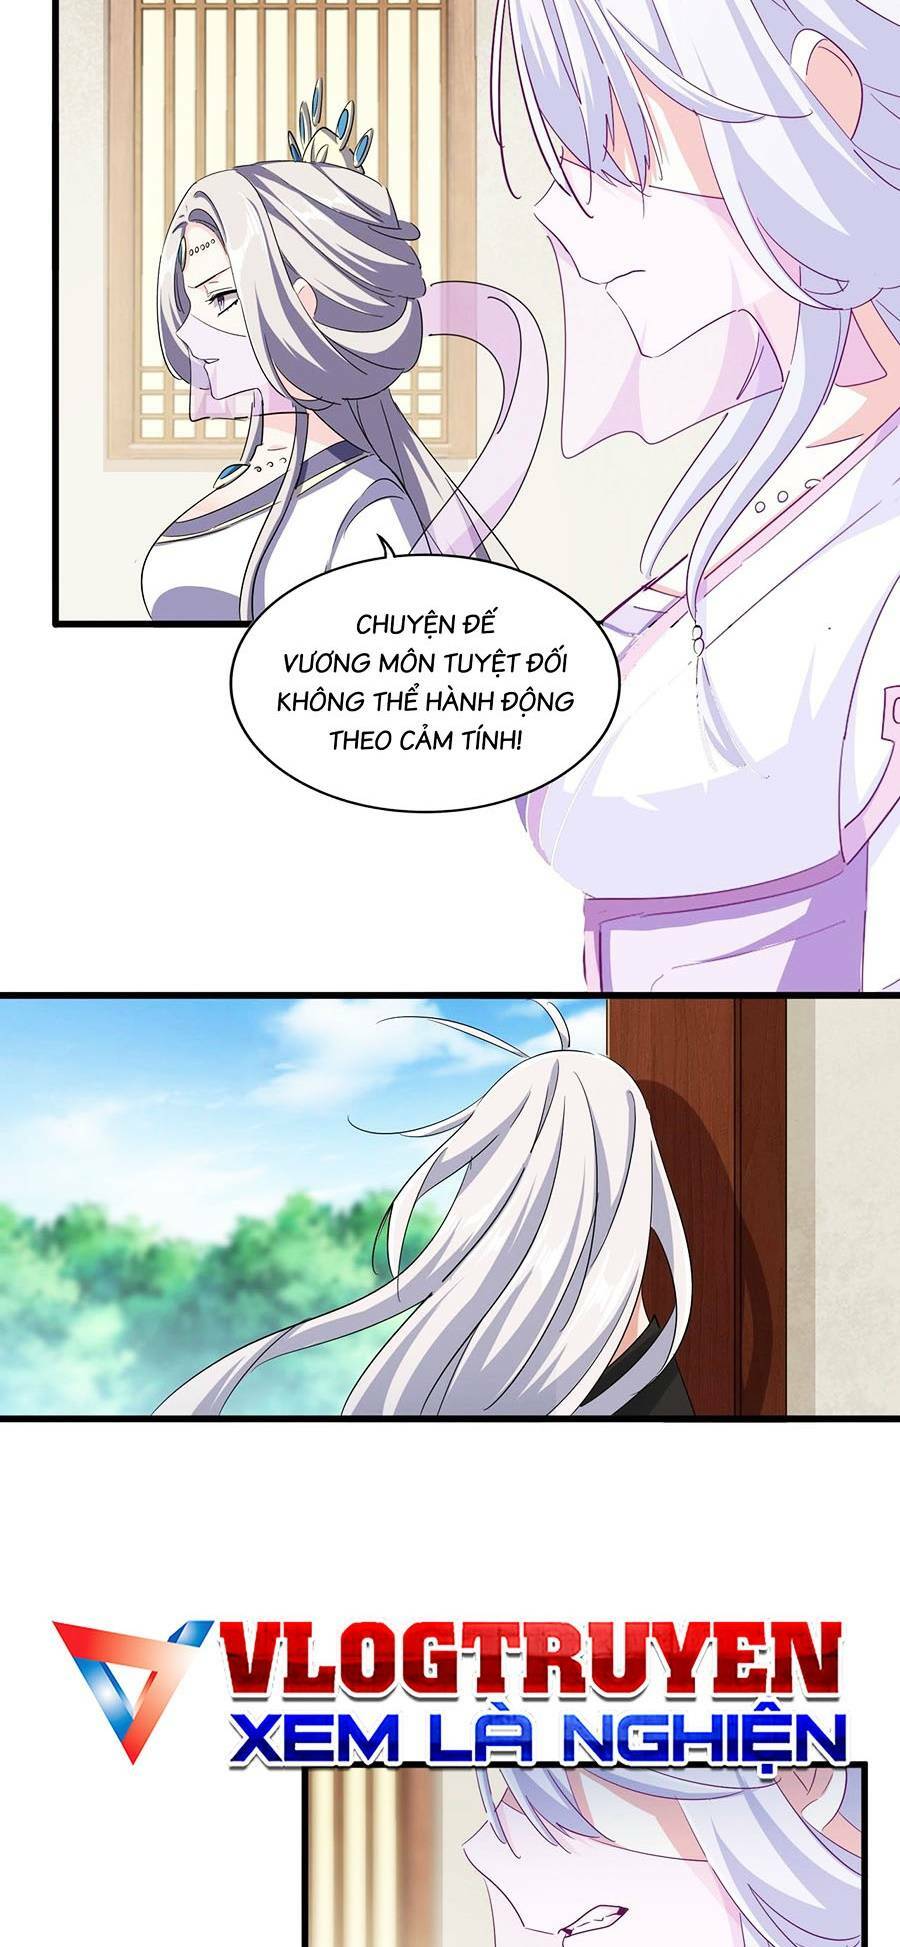 CHUYỆN ĐẾ
VƯƠNG MÔN TUYỆT ĐỐI
KHÔNG THỂ HÀNH ĐỘNG
THEO CẢM TÍNH!
VLOGTRUYEN
XEM LÀ NGHIỆN